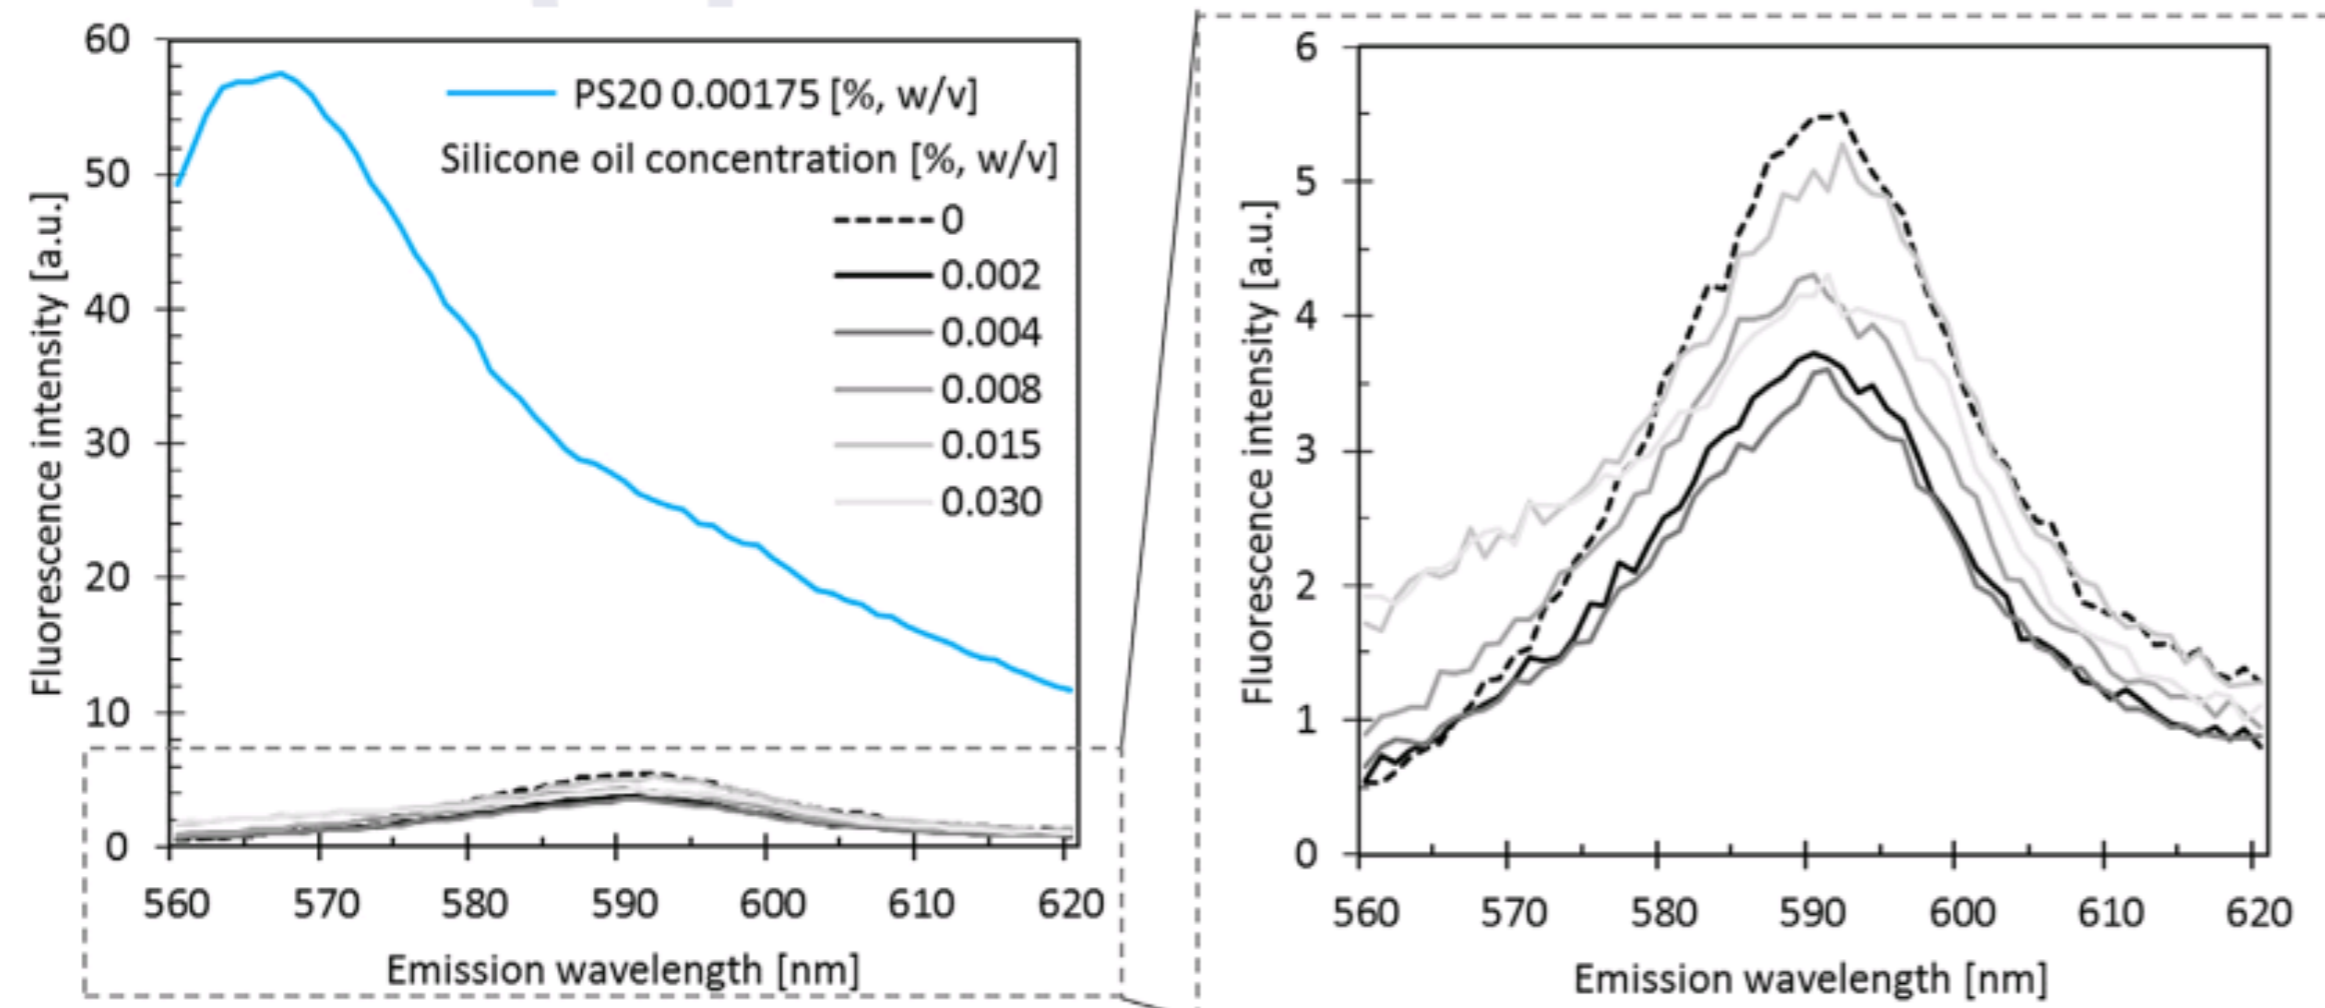 60
50
40
30
20
10
0
Fluorescence intensity [a.u.]
PS20 0.00175 [%, w/v]
Silicone oil concentration [%, w/v]
0
0.002
0.004
0.008
0.015
0.030
560 570 580 590 600 610 620
Emission wavelength [nm]
6
5
4
3
2
1
0
Fluorescence intensity [a.u.]
560 570 580 590 600 610 620
Emission wavelength [nm]